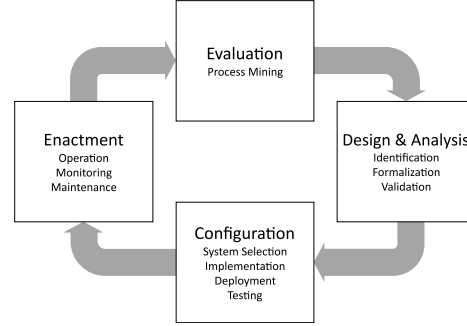 Evaluation
Process Mining
Enactment
Operation
Monitoring
Maintenance
Design & Analysis
Identification
Formalization
Validation
Configuration
System Selection
Implementation
Deployment
Testing